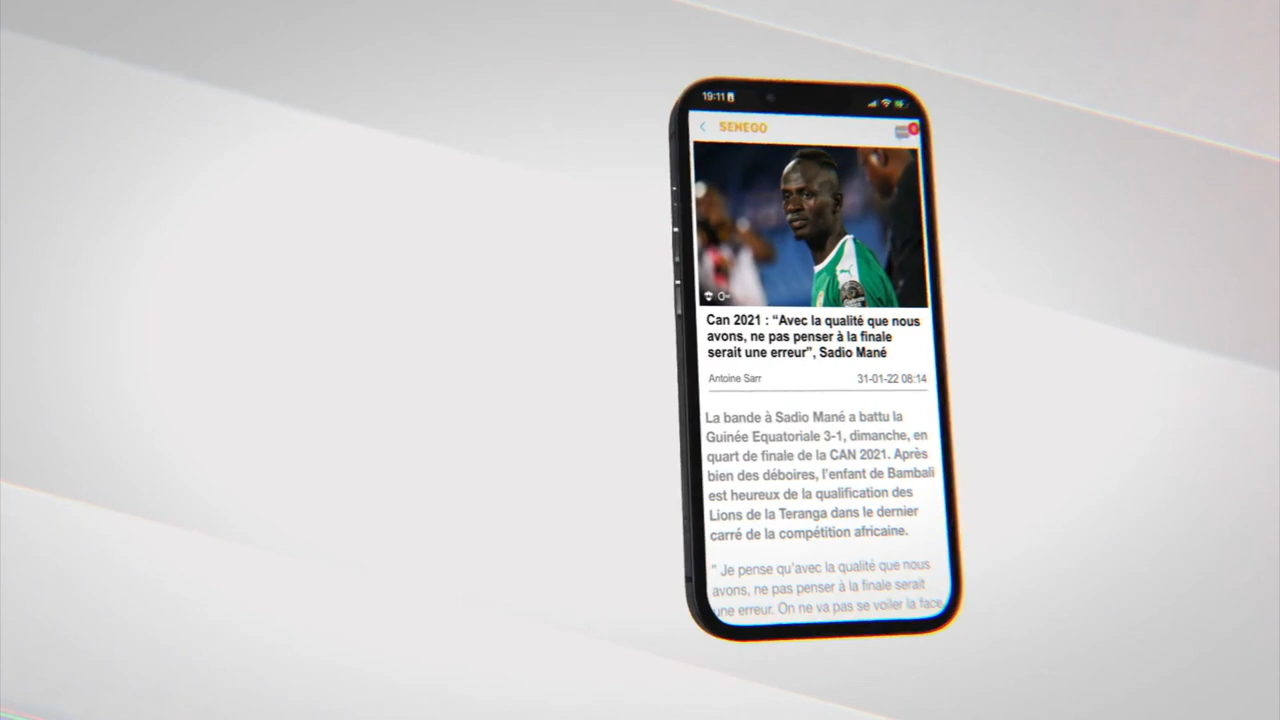 19:11
SENEGO
6
Can 2021 : “Avec la qualité que nous
avons, ne pas penser à la finale
serait une erreur”, Sadio Mané
Antoine Sarr 31-01-22 08:14
La bande à Sadio Mané a battu la
Guinée Equatoriale 3-1, dimanche, en
quart de finale de la CAN 2021. Après
bien des déboires, l'enfant de Bambali
est heureux de la qualification des
Lions de la Teranga dans le dernier
carré de la compétition africaine.
" Je pense qu'avec la qualité que nous
avons, ne pas penser à la finale serait
une erreur. On ne va pas se voiler la face